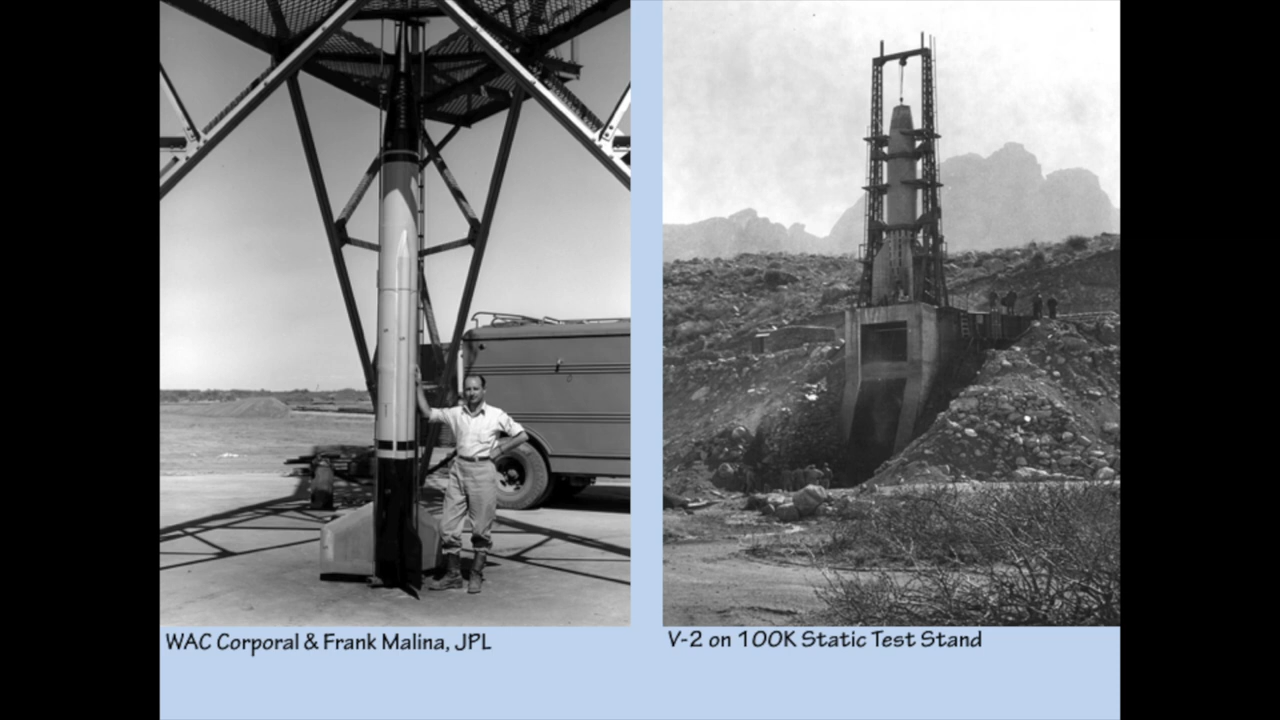 WAC Corporal & Frank Malina, JPL
V-2 on 100K Static Test Stand